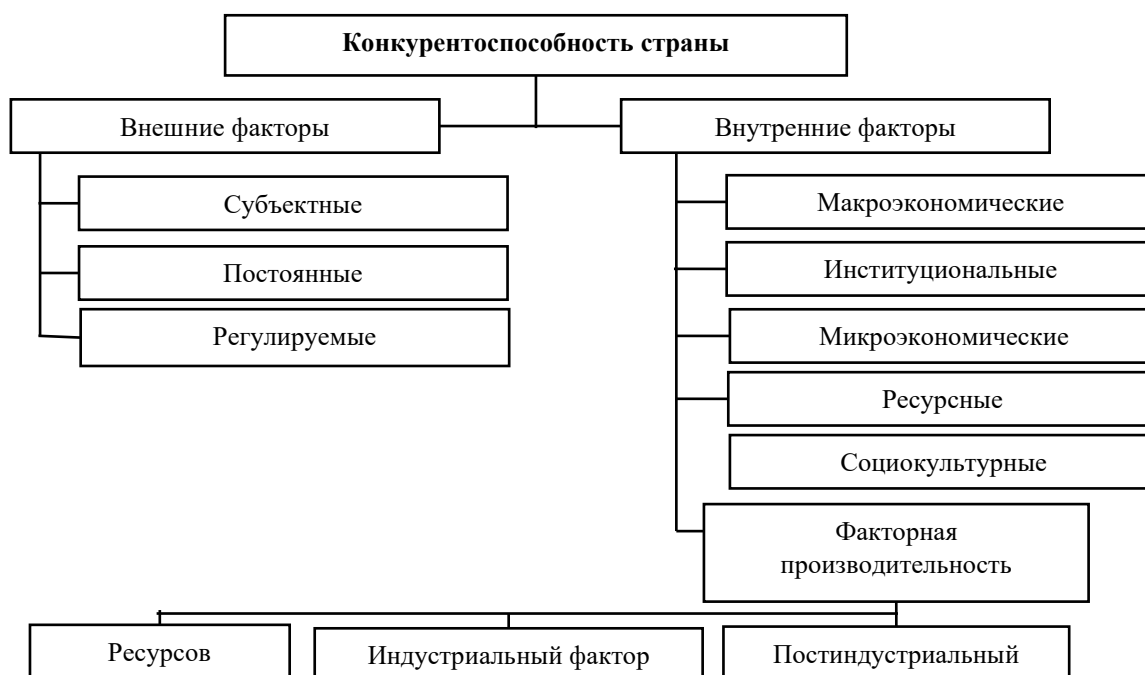 Конкурентоспособность страны
Внешние факторы
Внутренние факторы
Субъектные
Постоянные
Регулируемые
Макроэкономические
Институциональные
Микроэкономические
Ресурсные
Социокультурные
Факторная
производительность
Ресурсов
Индустриальный фактор
Постиндустриальный